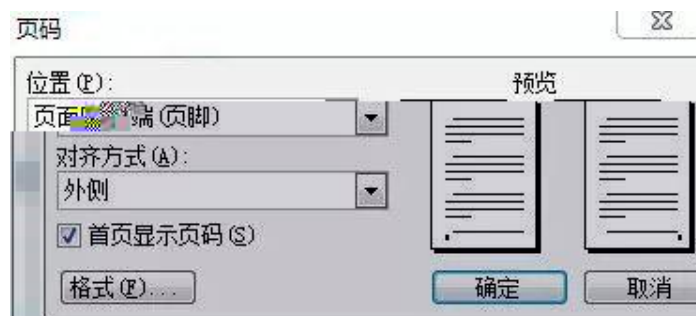 页码
位置(P): 预览
页面 端(页脚)
对齐方式(A):
外侧
首页显示页码(S)
格式(F)... 确定 取消